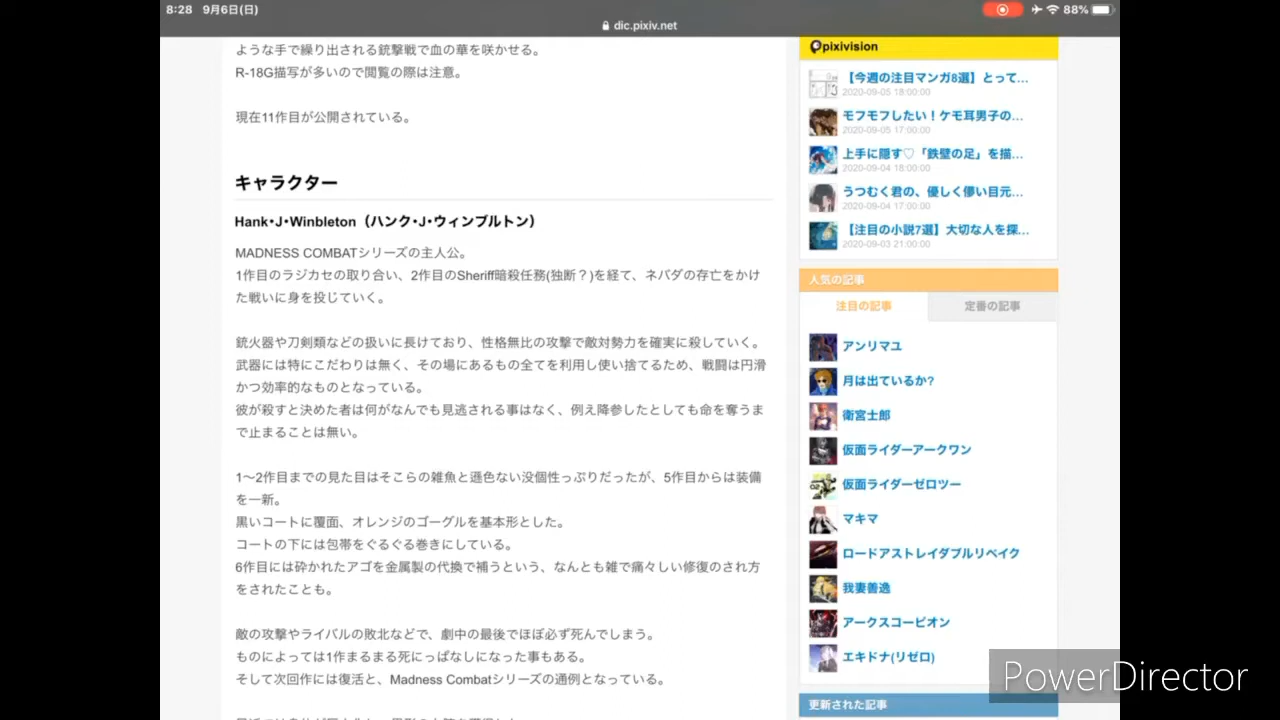 8:28 9月6日(日)
88%
dic.pixiv.net
ような手で繰り出される銃撃戦で血の華を咲かせる。
R-18G描写が多いので閲覧の際は注意。
現在11作目が公開されている。
キャラクター
Hank・J・Winbleton（ハンク・J・ウィンブルトン）
MADNESS COMBATシリーズの主人公。
1作目のラジカセの取り合い、2作目のSheriff暗殺任務(独断？)を経て、ネバダの存亡をかけ
た戦いに身を投じていく。
銃火器や刀剣類などの扱いに長けており、性格無比の攻撃で敵対勢力を確実に殺していく。
武器には特にこだわりは無く、その場にあるもの全てを利用し使い捨てるため、戦闘は円滑
かつ効率的なものとなっている。
彼が殺すと決めた者は何がなんでも見逃される事はなく、例え降参したとしても命を奪うま
で止まることは無い。
1〜2作目までの見た目はそこらの雑魚と遜色ない没個性っぷりだったが、5作目からは装備
を一新。
黒いコートに覆面、オレンジのゴーグルを基本形とした。
コートの下には包帯をぐるぐる巻きにしている。
6作目には砕かれたアゴを金属製の代換で補うという、なんとも雑で痛々しい修復のされ方
をされたことも。
敵の攻撃やライバルの敗北などで、劇中の最後でほぼ必ず死んでしまう。
ものによっては1作まるまる死にっぱなしになった事もある。
そして次回作には復活と、Madness Combatシリーズの通例となっている。
pixivision
【今週の注目マンガ8選】とって…
2020-09-05 18:00:00
モフモフしたい！ケモ耳男子の…
2020-09-05 17:00:00
上手に隠す♡「鉄壁の足」を描…
2020-09-04 18:00:00
うつむく君の、優しく儚い目元…
2020-09-04 17:00:00
【注目の小説7選】大切な人を探…
2020-09-03 21:00:00
人気の記事
注目の記事 定番の記事
アンリマユ
月は出ているか?
衛宮士郎
仮面ライダーアークワン
仮面ライダーゼロツー
マキマ
ロードアストレイダブルリベイク
我妻善逸
アークスコーピオン
エキドナ(リゼロ)
更新された記事
PowerDirector